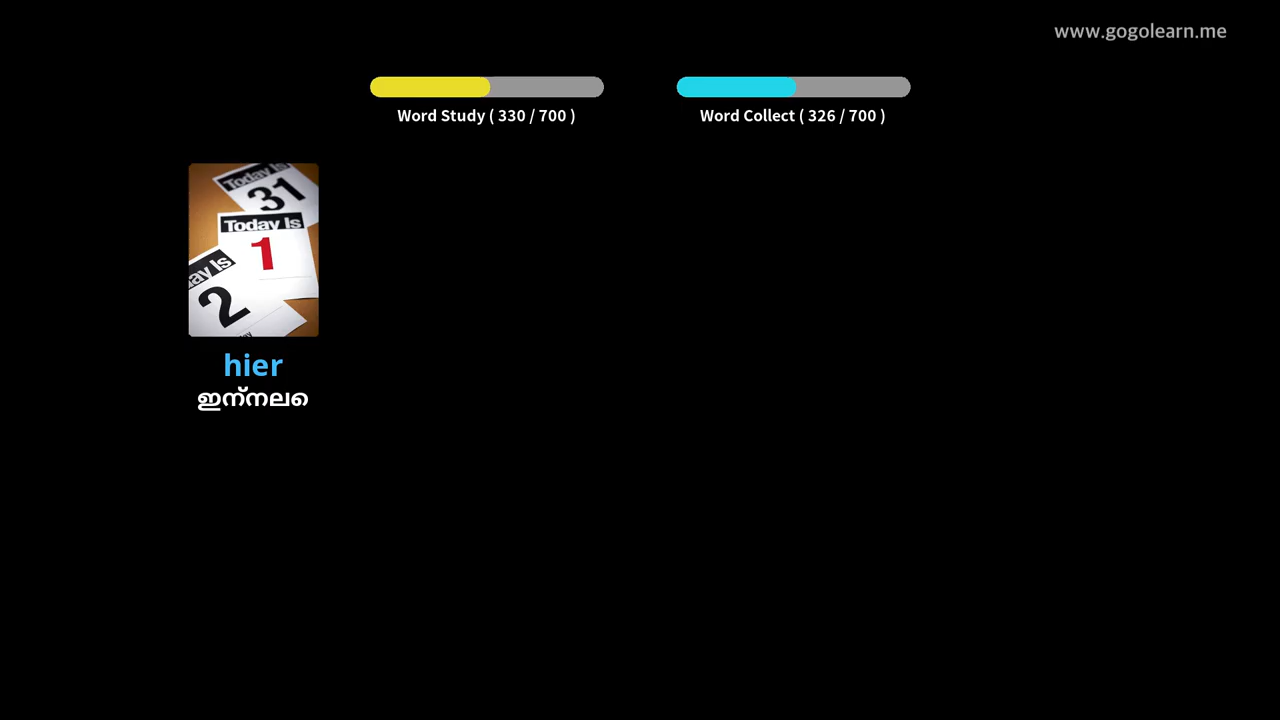 www.gogolearn.me
Word Study ( 330 / 700 )
Word Collect ( 326 / 700 )
Today Is
31
Today Is
1
ay Is
2
hier
ഇന്നലെ